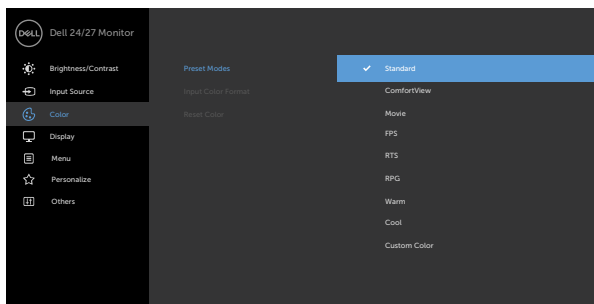 DELL Dell 24/27 Monitor
Brightness/Contrast
Input Source
Color
Display
Menu
Personalize
Others
Preset Modes
Input Color Format
Reset Color
Standard
ComfortView
Movie
FPS
RTS
RPG
Warm
Cool
Custom Color